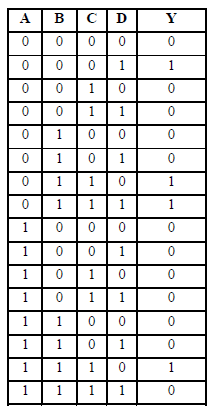 A B C D Y
0 0 0 0 0
0 0 0 1 1
0 0 1 0 0
0 0 1 1 0
0 1 0 0 0
0 1 0 1 0
0 1 1 0 1
0 1 1 1 1
1 0 0 0 0
1 0 0 1 0
1 0 1 0 0
1 0 1 1 0
1 1 0 0 0
1 1 0 1 0
1 1 1 0 1
1 1 1 1 0